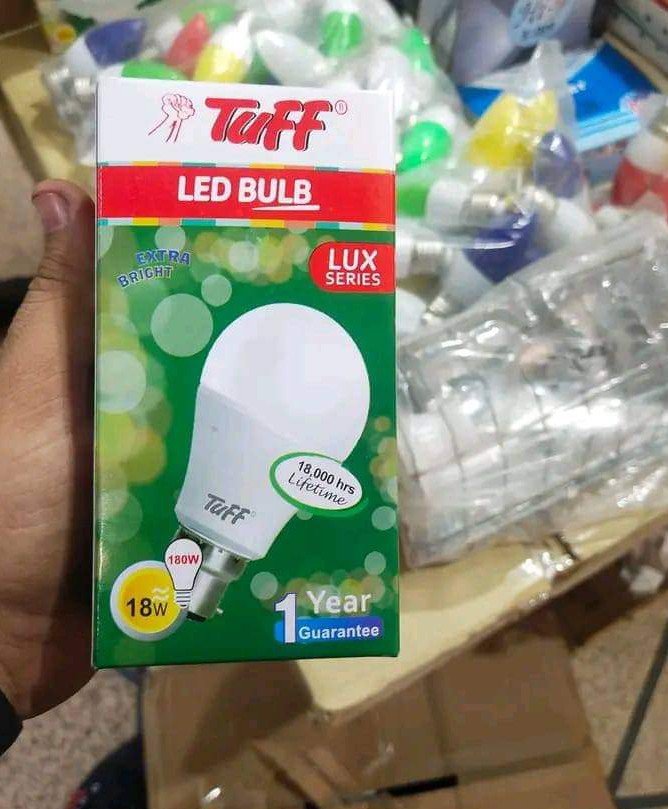 Tuff®
LED BULB
EXTRA
BRIGHT
LUX
SERIES
18,000 hrs
Lifetime
Tuff®
180W
18W
1 Year
Guarantee